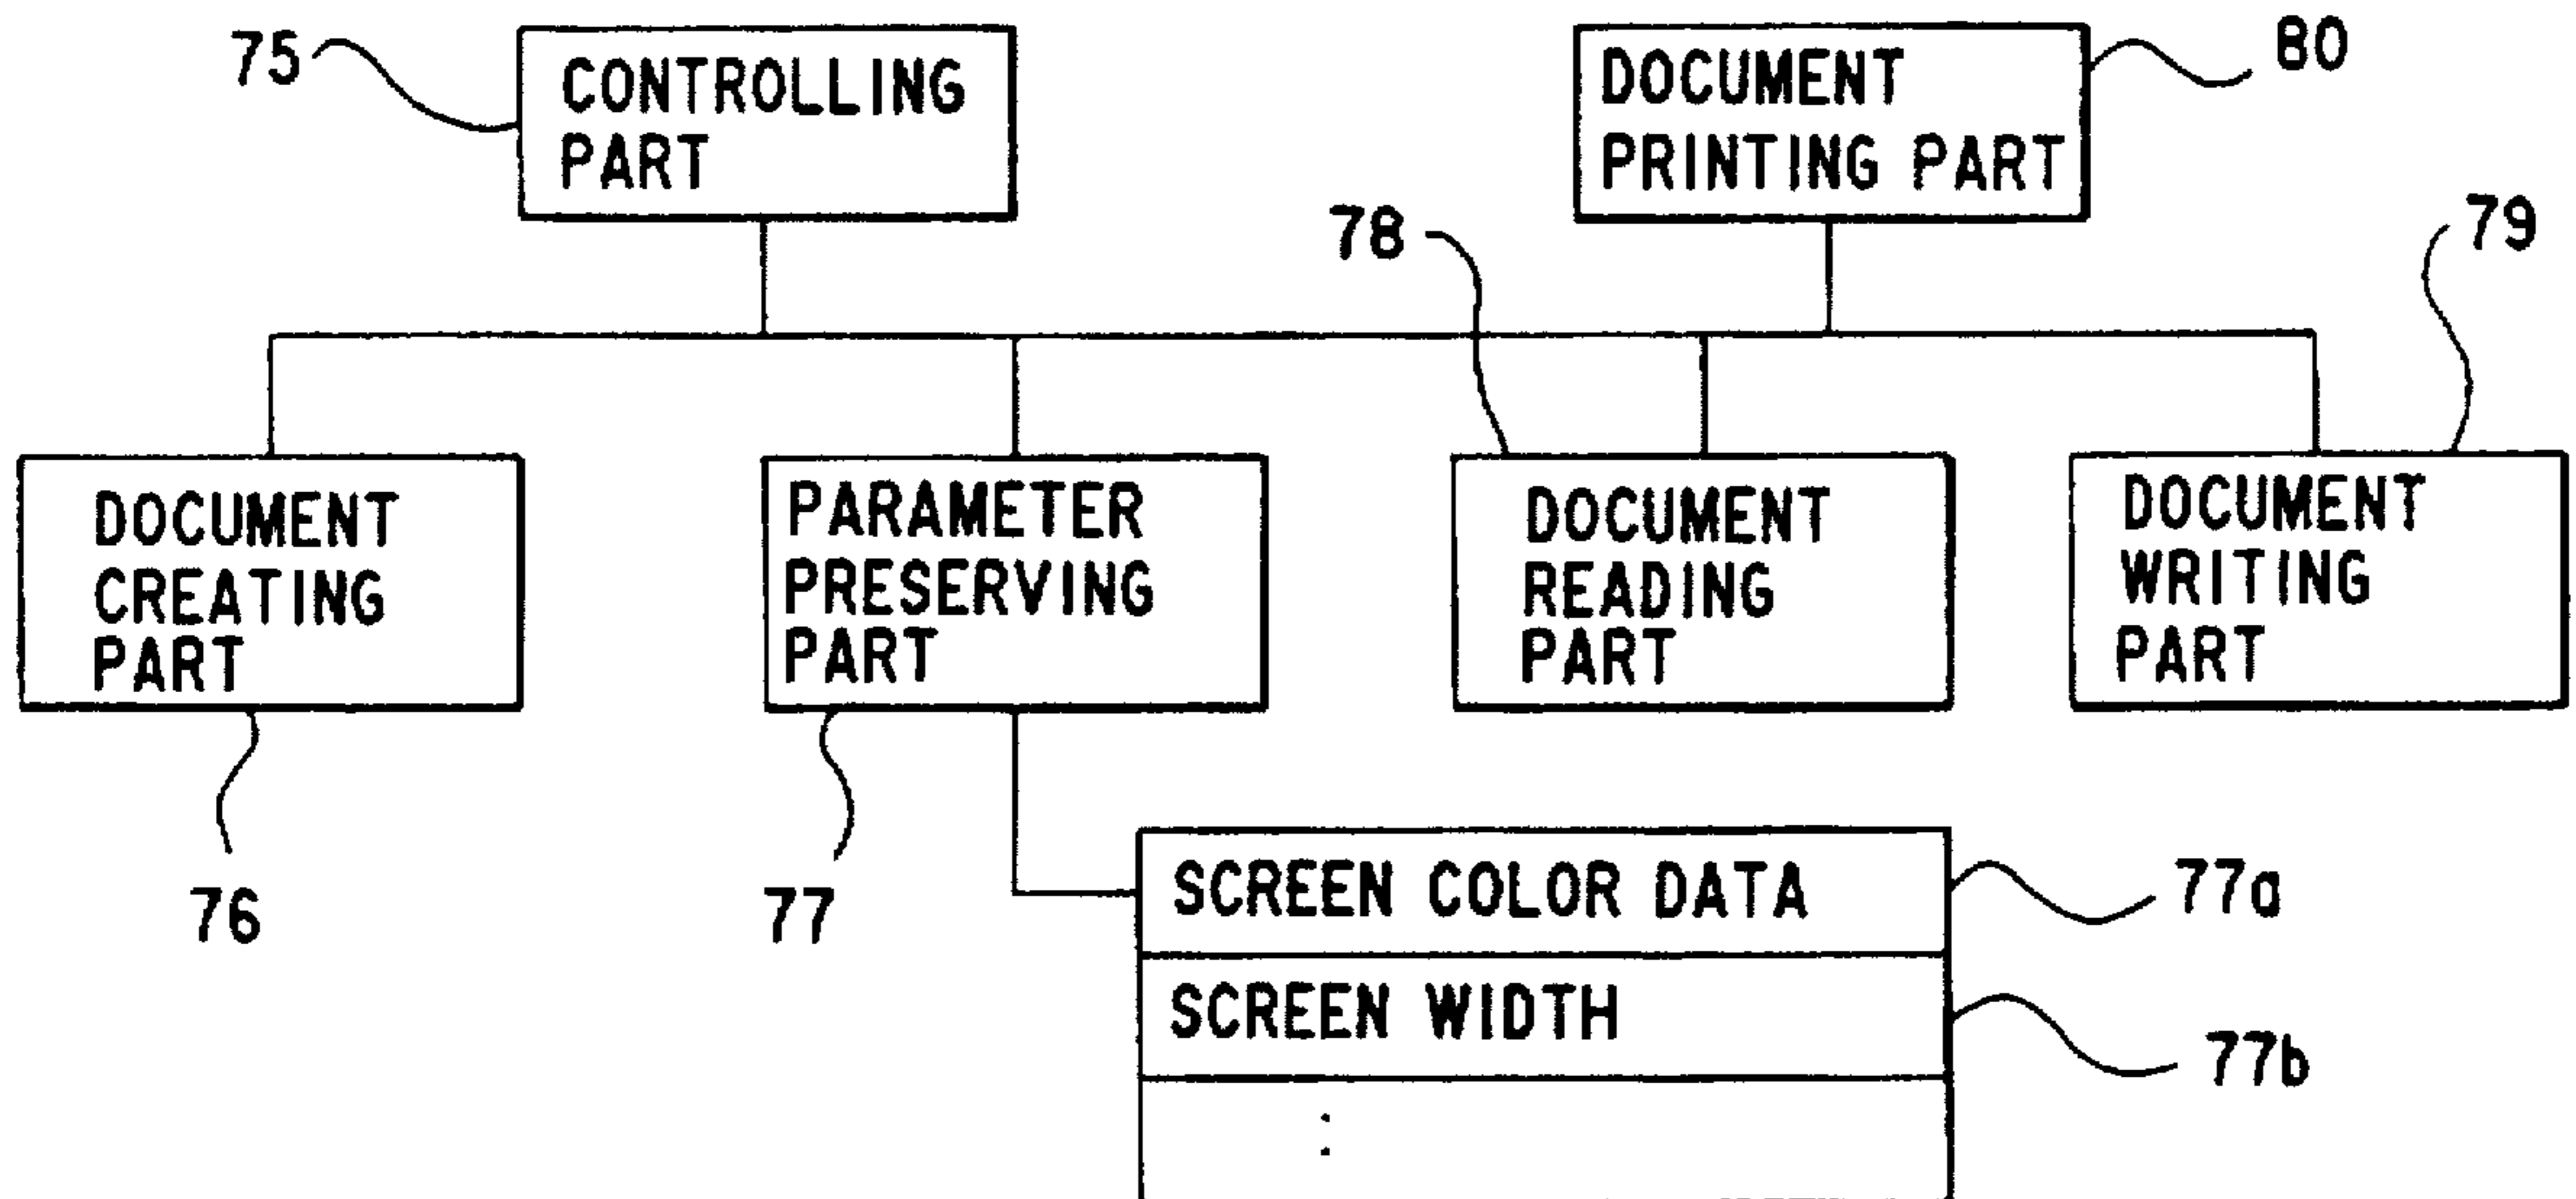 75
CONTROLLING
PART
DOCUMENT
PRINTING PART
80
78
79
DOCUMENT
CREATING
PART
PARAMETER
PRESERVING
PART
DOCUMENT
READING
PART
DOCUMENT
WRITING
PART
76
77
SCREEN COLOR DATA
77a
SCREEN WIDTH
77b
: